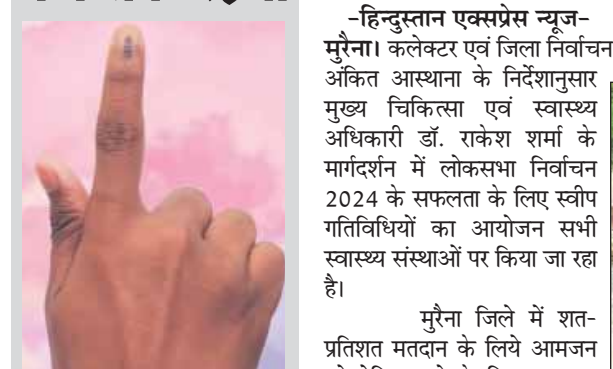 -हिन्दुस्तान एक्सप्रेस न्यूज-
मुरैना। कलेक्टर एवं जिला निर्वाचन
अंकित आस्थाना के निर्देशानुसार
मुख्य चिकित्सा एवं स्वास्थ्य
अधिकारी डॉ. राकेश शर्मा के
मार्गदर्शन में लोकसभा निर्वाचन
2024 के सफलता के लिए स्वीप
गतिविधियों का आयोजन सभी
स्वास्थ्य संस्थाओं पर किया जा रहा
है।
मुरैना जिले में शत-
प्रतिशत मतदान के लिये आमजन